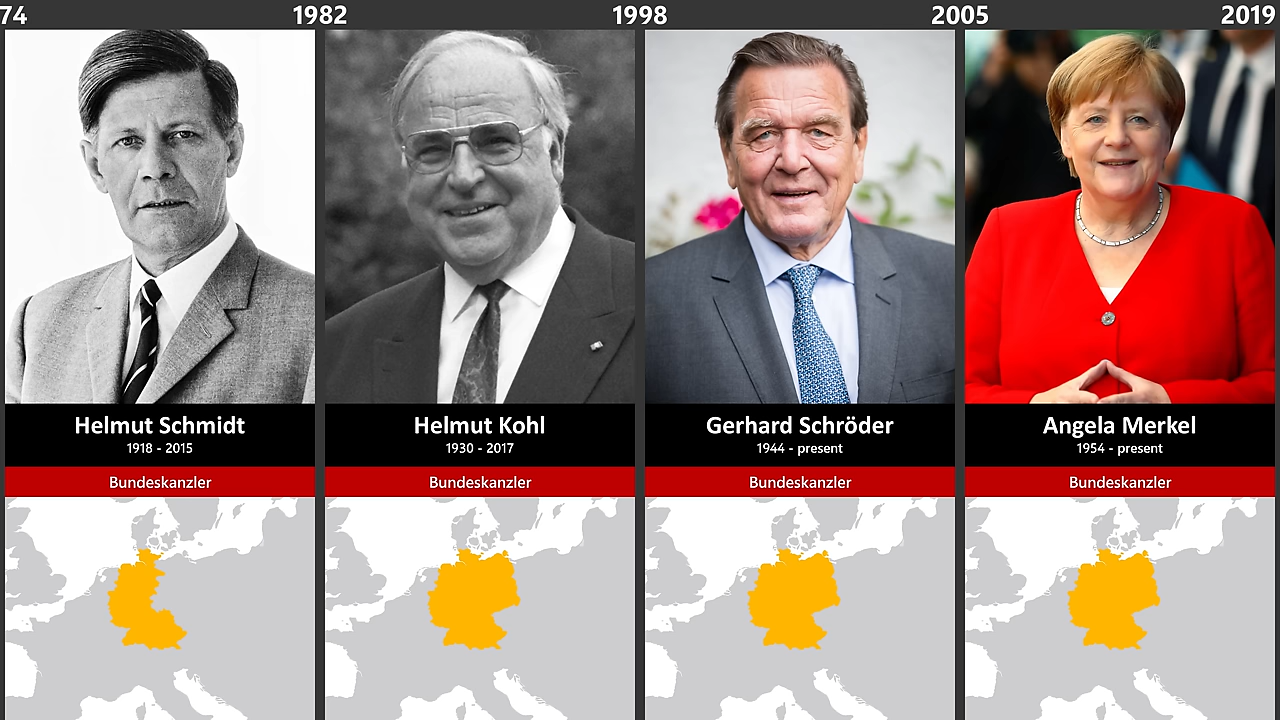 74 1982 1998 2005 2019
Helmut Schmidt
1918 - 2015
Bundeskanzler
Helmut Kohl
1930 - 2017
Bundeskanzler
Gerhard Schröder
1944 - present
Bundeskanzler
Angela Merkel
1954 - present
Bundeskanzler